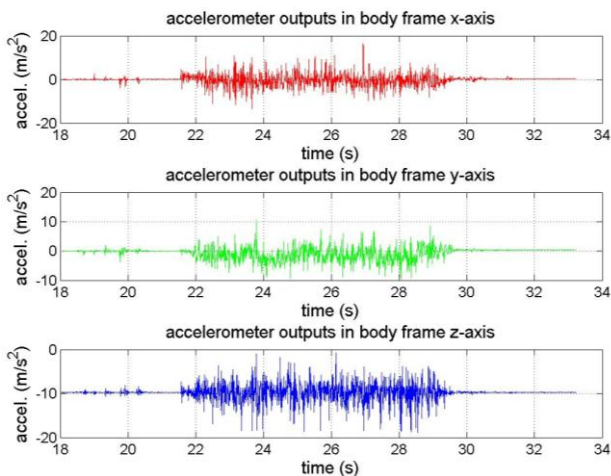 accelerometer outputs in body frame x-axis
accel. (m/s²)
20
0
-20
18 20 22 24 26 28 30 32 34
time (s)
accelerometer outputs in body frame y-axis
accel. (m/s²)
20
10
0
-10
18 20 22 24 26 28 30 32 34
time (s)
accelerometer outputs in body frame z-axis
accel. (m/s²)
0
-10
-20
18 20 22 24 26 28 30 32 34
time (s)